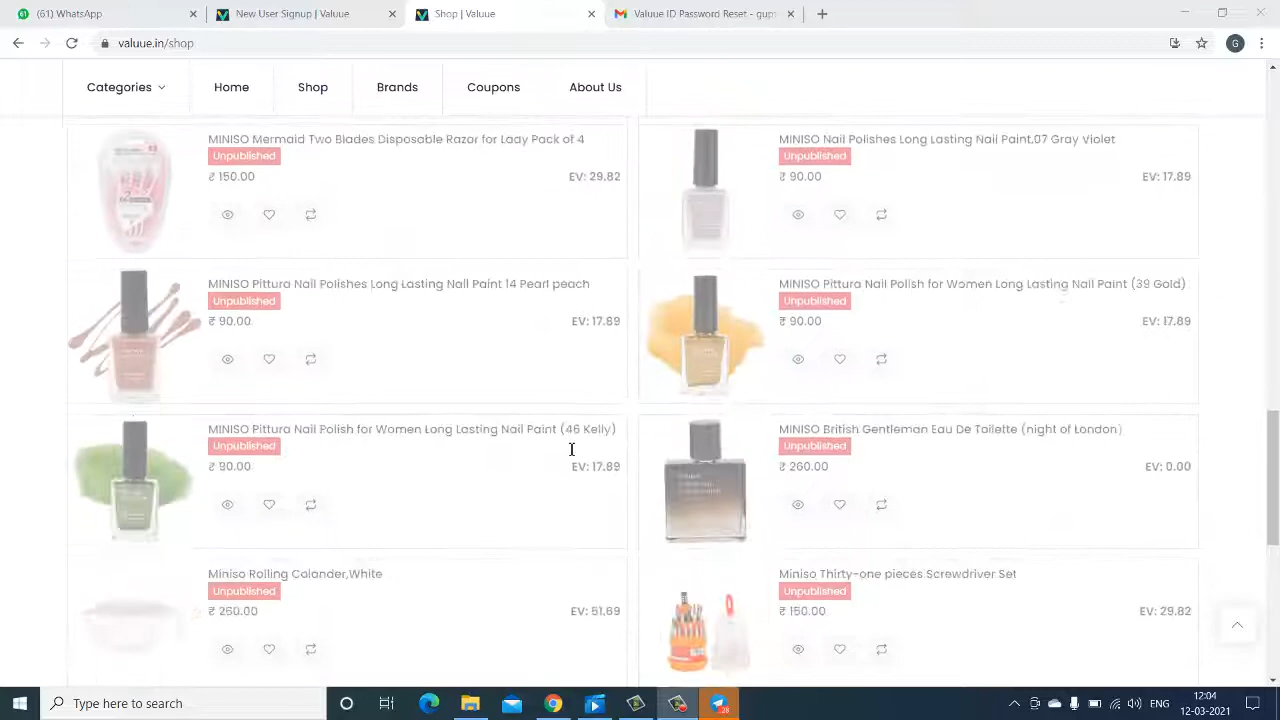 (61) WhatsApp
New User Signup | Valuue
Shop | Valuue
Valuue ID Password Reset - gup
valuue.in/shop
G
Categories
Home
Shop
Brands
Coupons
About Us
MINISO Mermaid Two Blades Disposable Razor for Lady Pack of 4
Unpublished
₹ 150.00
EV: 29.82
MINISO Nail Polishes Long Lasting Nail Paint,07 Gray Violet
Unpublished
₹ 90.00
EV: 17.89
MINISO Pittura Nail Polishes Long Lasting Nail Paint 14 Pearl peach
Unpublished
₹ 90.00
EV: 17.89
MINISO Pittura Nail Polish for Women Long Lasting Nail Paint (39 Gold)
Unpublished
₹ 90.00
EV: 17.89
MINISO Pittura Nail Polish for Women Long Lasting Nail Paint (46 Kelly)
Unpublished
₹ 90.00
EV: 17.89
MINISO British Gentleman Eau De Toilette (night of London)
Unpublished
₹ 260.00
EV: 0.00
Miniso Rolling Colander,White
Unpublished
₹ 260.00
EV: 51.69
Miniso Thirty-one pieces Screwdriver Set
Unpublished
₹ 150.00
EV: 29.82
Type here to search
ENG
12:04
12-03-2021